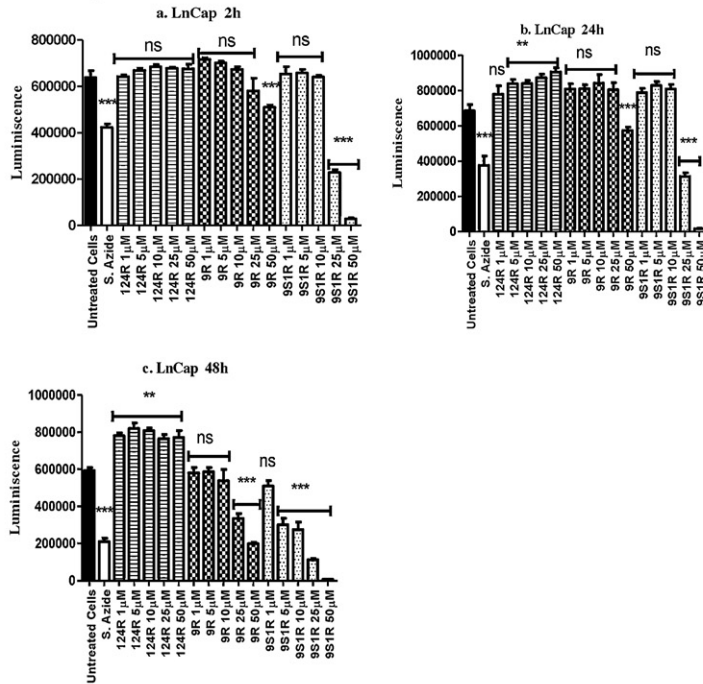 a. LnCap 2h
ns
ns
ns
***
***
***
800000
600000
400000
200000
0
Luminiscence
Untreated Cells
S. Azide
124R 1µM
124R 5µM
124R 10µM
124R 25µM
124R 50µM
9R 1µM
9R 5µM
9R 10µM
9R 25µM
9R 50µM
9S1R 1µM
9S1R 5µM
9S1R 10µM
9S1R 25µM
9S1R 50µM
b. LnCap 24h
**
ns
ns
ns
***
***
***
1000000
800000
600000
400000
200000
0
Luminiscence
Untreated Cells
S. Azide
124R 1µM
124R 5µM
124R 10µM
124R 25µM
124R 50µM
9R 1µM
9R 5µM
9R 10µM
9R 25µM
9R 50µM
9S1R 1µM
9S1R 5µM
9S1R 10µM
9S1R 25µM
9S1R 50µM
c. LnCap 48h
**
ns
ns
***
***
***
1000000
800000
600000
400000
200000
0
Luminiscence
Untreated Cells
S. Azide
124R 1µM
124R 5µM
124R 10µM
124R 25µM
124R 50µM
9R 1µM
9R 5µM
9R 10µM
9R 25µM
9R 50µM
9S1R 1µM
9S1R 5µM
9S1R 10µM
9S1R 25µM
9S1R 50µM